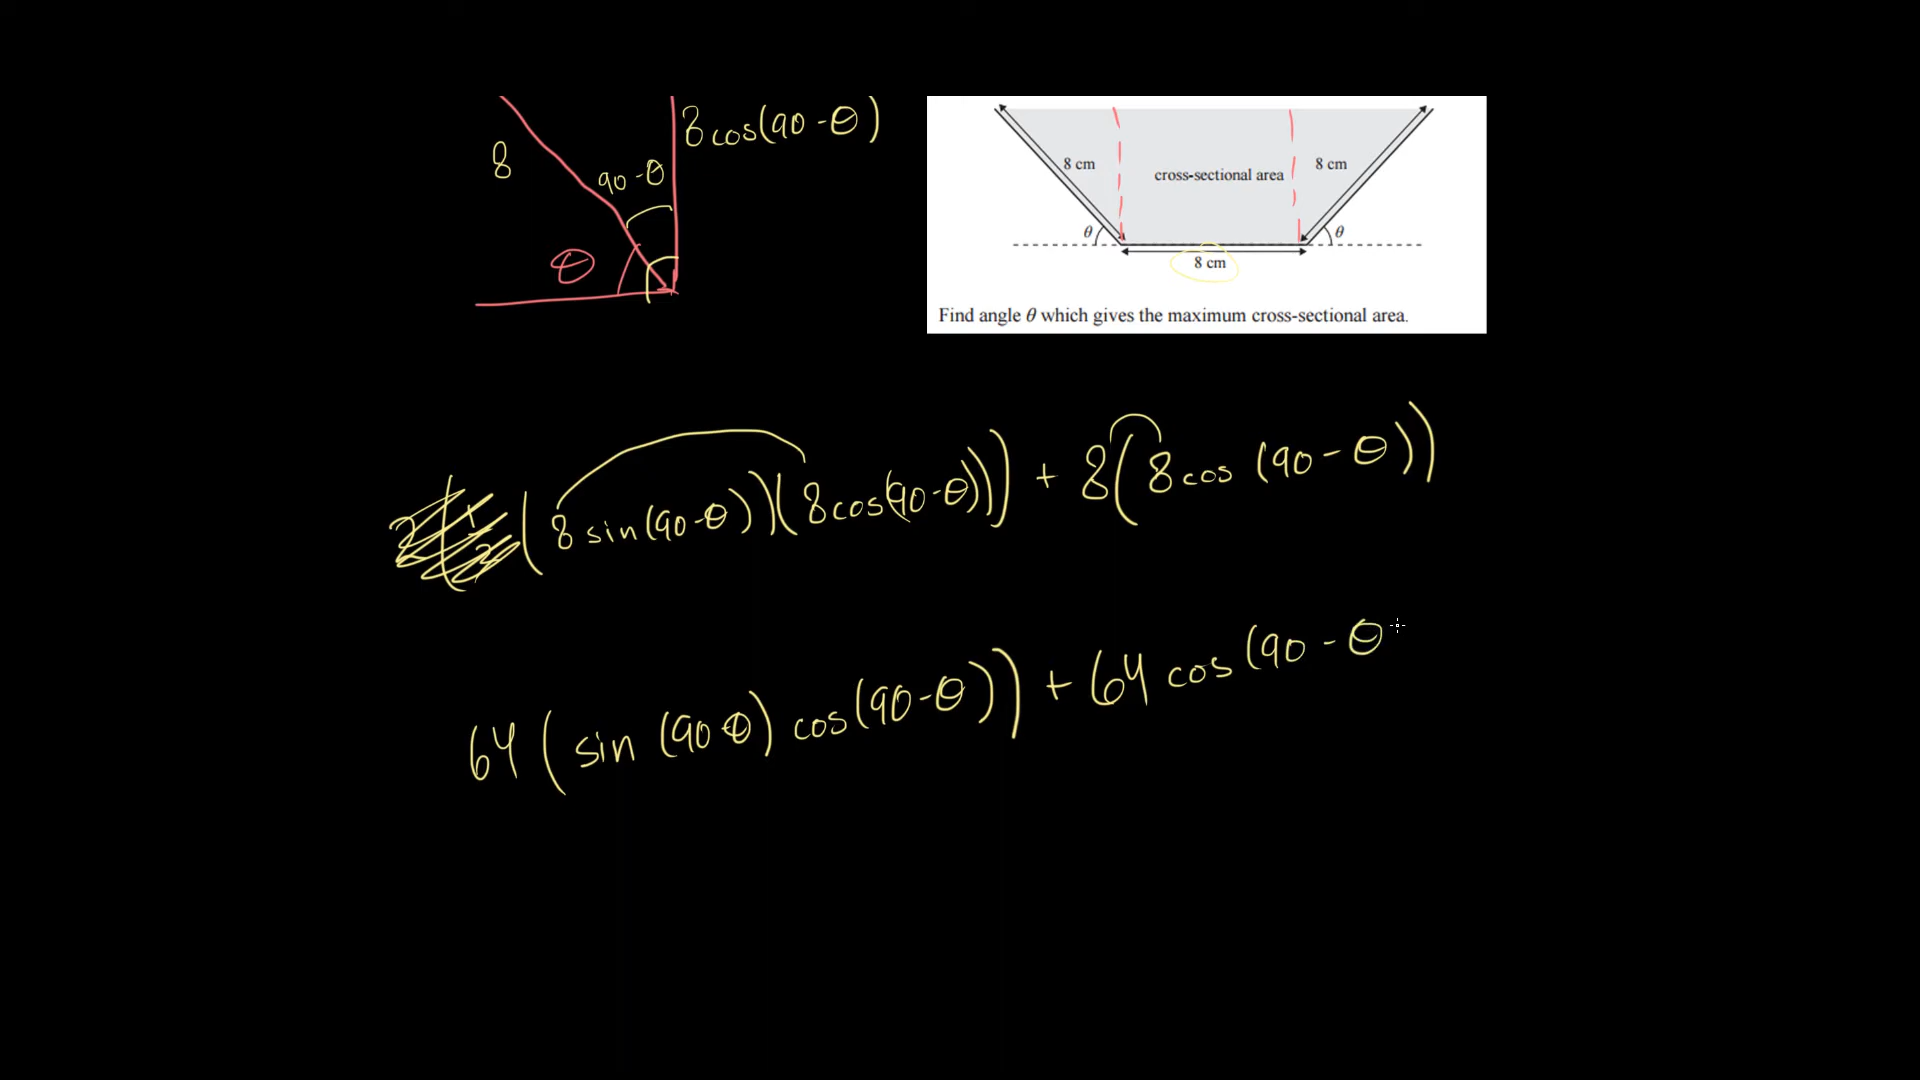 8cos(90-θ)
8
90-θ
θ
8 cm
cross-sectional area
8 cm
θ
θ
8 cm
Find angle θ which gives the maximum cross-sectional area.
(8 sin(90-θ))(8cos(90-θ))) + 8(8cos (90-θ))
64 (sin (90 θ) cos(90-θ)) + 64 cos (90-θ